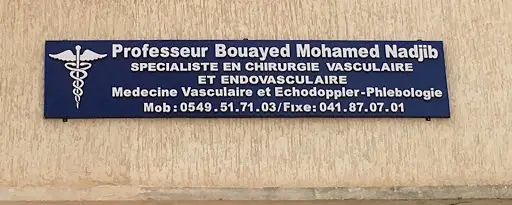 Professeur Bouayed Mohamed Nadjib
SPECIALISTE EN CHIRURGIE VASCULAIRE
ET ENDOVASCULAIRE
Medecine Vasculaire et Echodoppler-Phlebologie
Mob:0549.51.71.03/Fixe:041.87.07.01